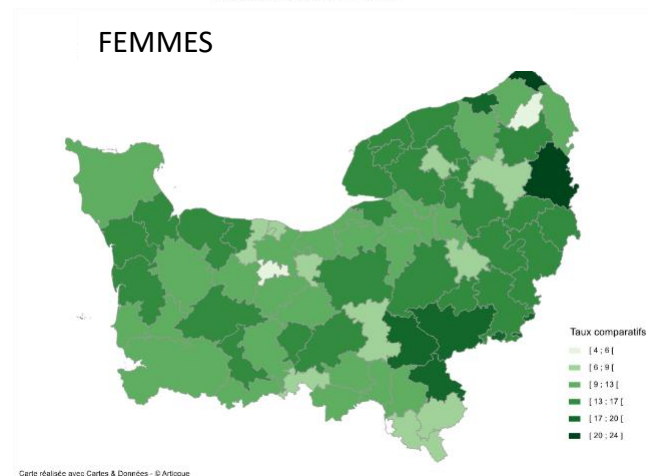 FEMMES
Taux comparatifs
[ 4 ; 6 [
[ 6 ; 9 [
[ 9 ; 13 [
[ 13 ; 17 [
[ 17 ; 20 [
[ 20 ; 24 ]
Carte réalisée avec Cartes & Données - © Articque